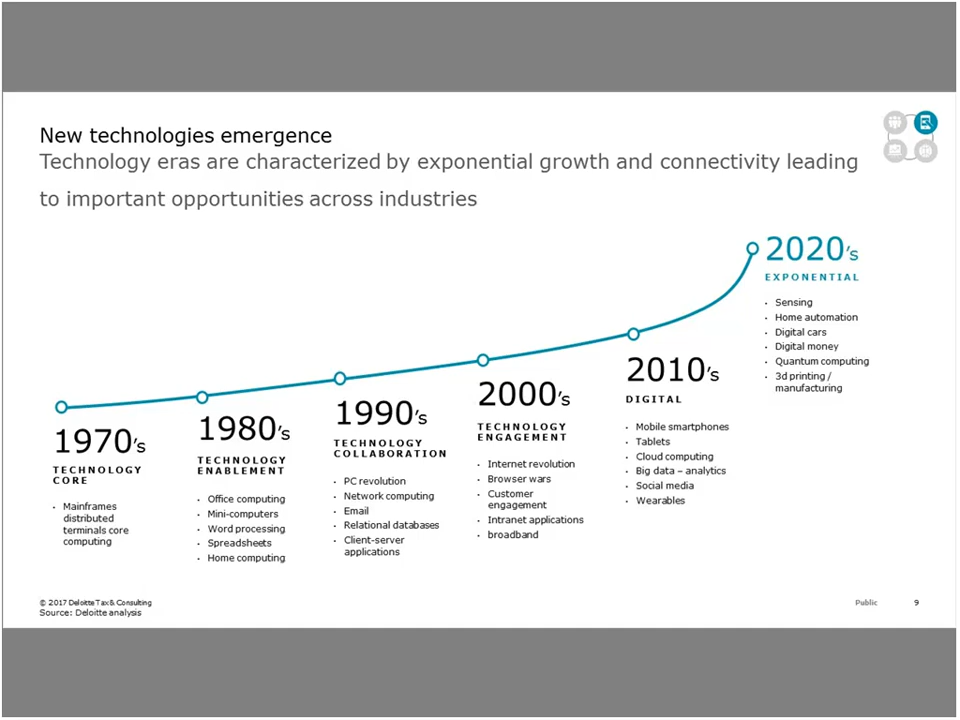 New technologies emergence
Technology eras are characterized by exponential growth and connectivity leading
to important opportunities across industries
1970's
TECHNOLOGY
CORE
• Mainframes
distributed
terminals core
computing
1980's
TECHNOLOGY
ENABLEMENT
• Office computing
• Mini-computers
• Word processing
• Spreadsheets
• Home computing
1990's
TECHNOLOGY
COLLABORATION
• PC revolution
• Network computing
• Email
• Relational databases
• Client-server
applications
2000's
TECHNOLOGY
ENGAGEMENT
• Internet revolution
• Browser wars
• Customer
engagement
• Intranet applications
• broadband
2010's
DIGITAL
• Mobile smartphones
• Tablets
• Cloud computing
• Big data – analytics
• Social media
• Wearables
2020's
EXPONENTIAL
• Sensing
• Home automation
• Digital cars
• Digital money
• Quantum computing
• 3d printing /
manufacturing
© 2017 Deloitte Tax & Consulting
Source: Deloitte analysis
Public 9